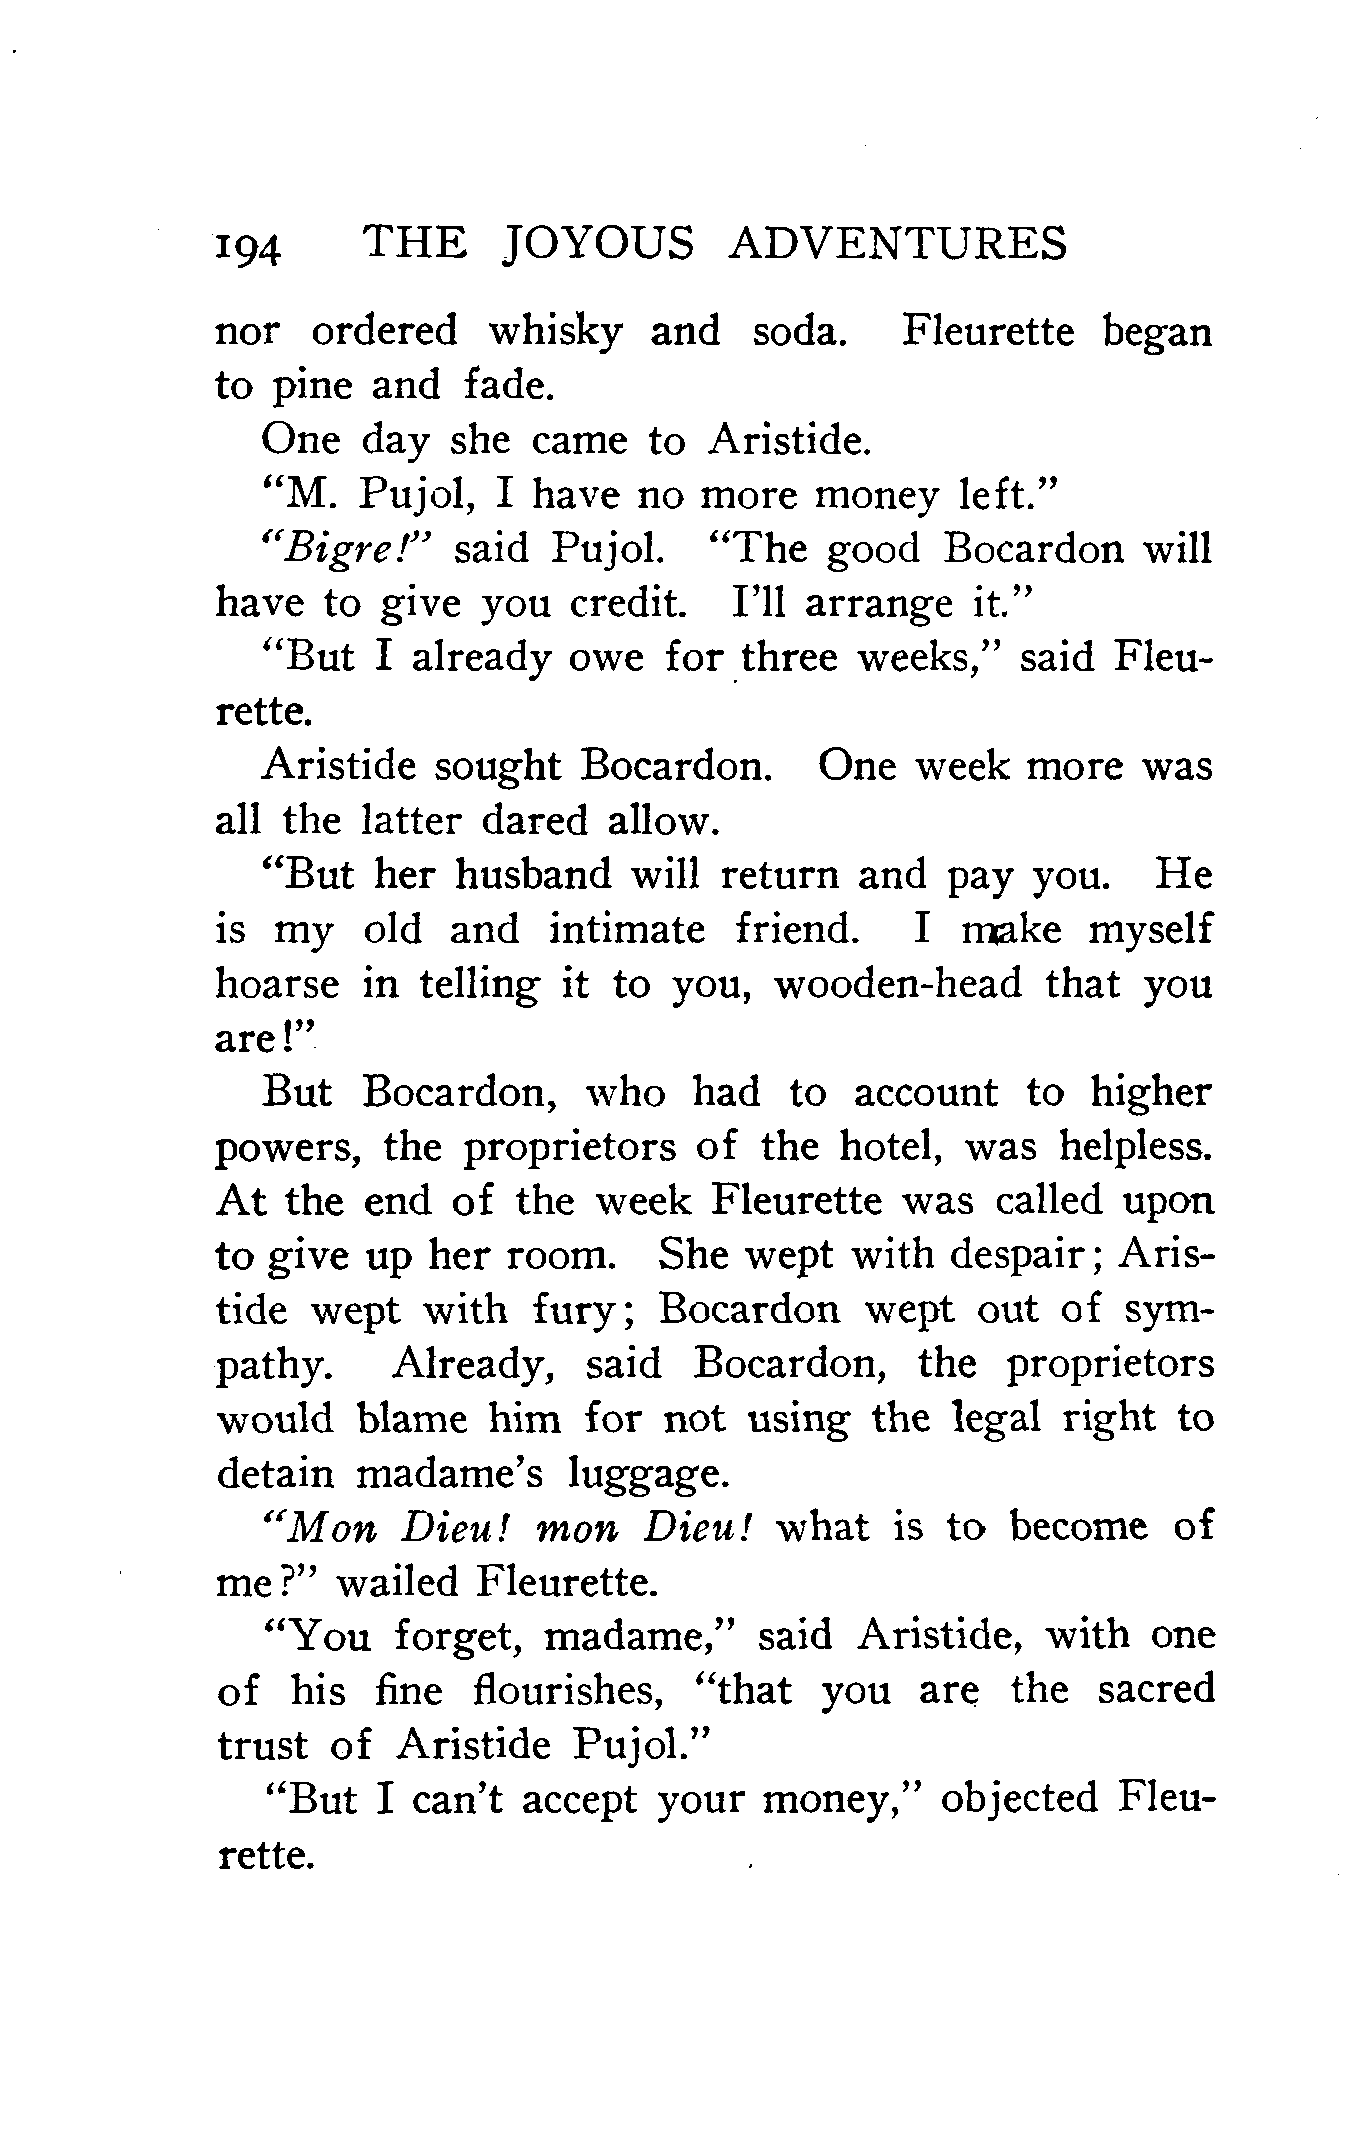 194 THE JOYOUS ADVENTURES
nor ordered whisky and soda. Fleurette began
to pine and fade.
One day she came to Aristide.
“M. Pujol, I have no more money left.”
“Bigre!” said Pujol. “The good Bocardon will
have to give you credit. I’ll arrange it.”
“But I already owe for three weeks,” said Fleu-
rette.
Aristide sought Bocardon. One week more was
all the latter dared allow.
“But her husband will return and pay you. He
is my old and intimate friend. I make myself
hoarse in telling it to you, wooden-head that you
are!”
But Bocardon, who had to account to higher
powers, the proprietors of the hotel, was helpless.
At the end of the week Fleurette was called upon
to give up her room. She wept with despair; Aris-
tide wept with fury; Bocardon wept out of sym-
pathy. Already, said Bocardon, the proprietors
would blame him for not using the legal right to
detain madame’s luggage.
“Mon Dieu! mon Dieu! what is to become of
me?” wailed Fleurette.
“You forget, madame,” said Aristide, with one
of his fine flourishes, “that you are the sacred
trust of Aristide Pujol.”
“But I can’t accept your money,” objected Fleu-
rette.